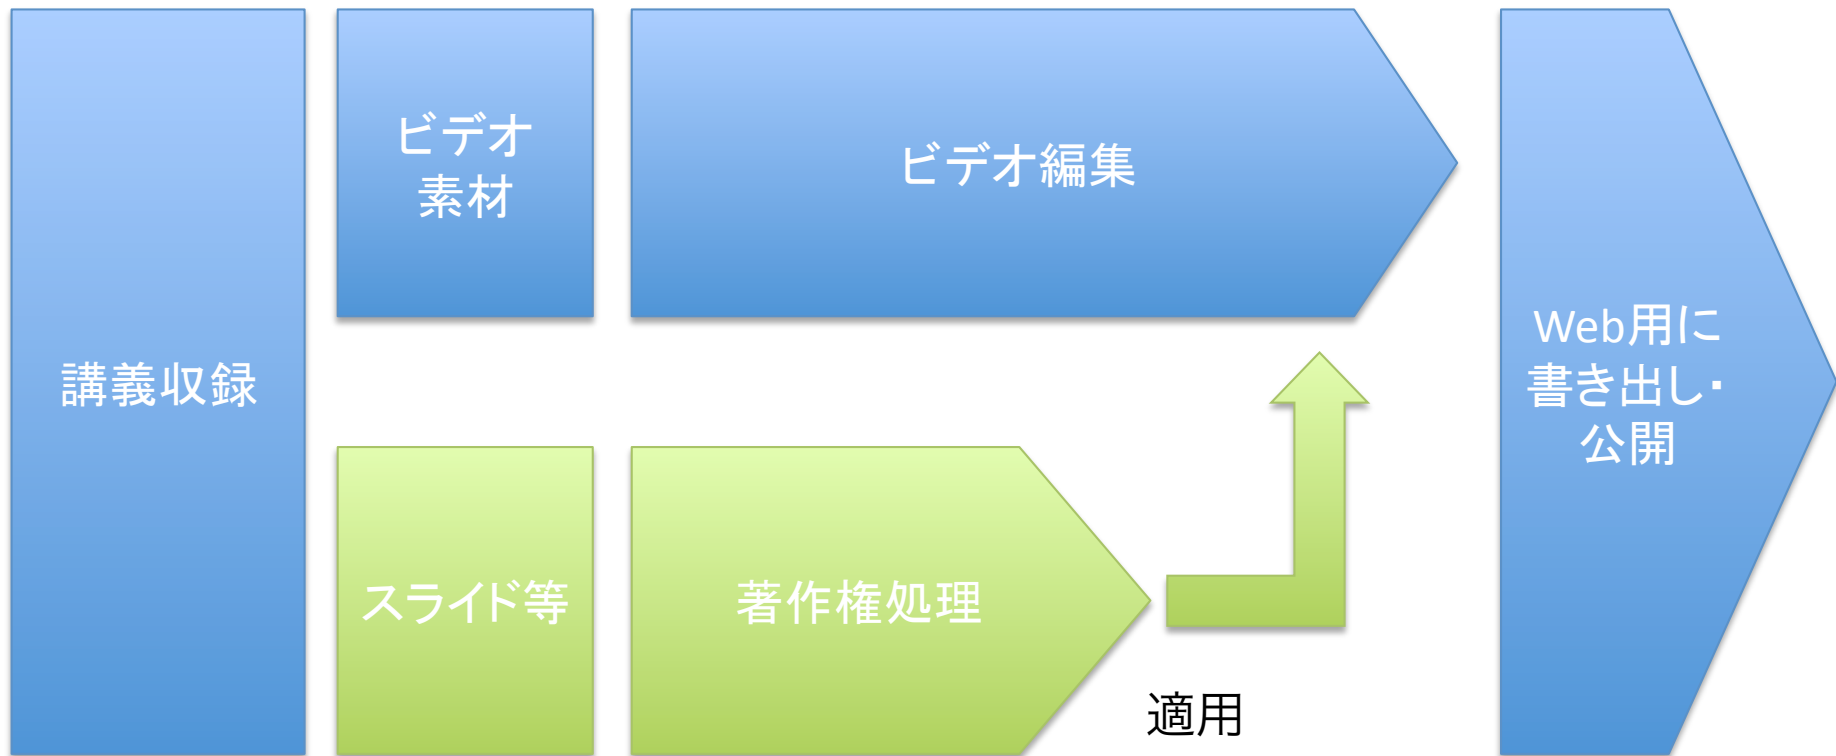 講義収録
ビデオ
素材
ビデオ編集
スライド等
著作権処理
適用
Web用に
書き出し・
公開